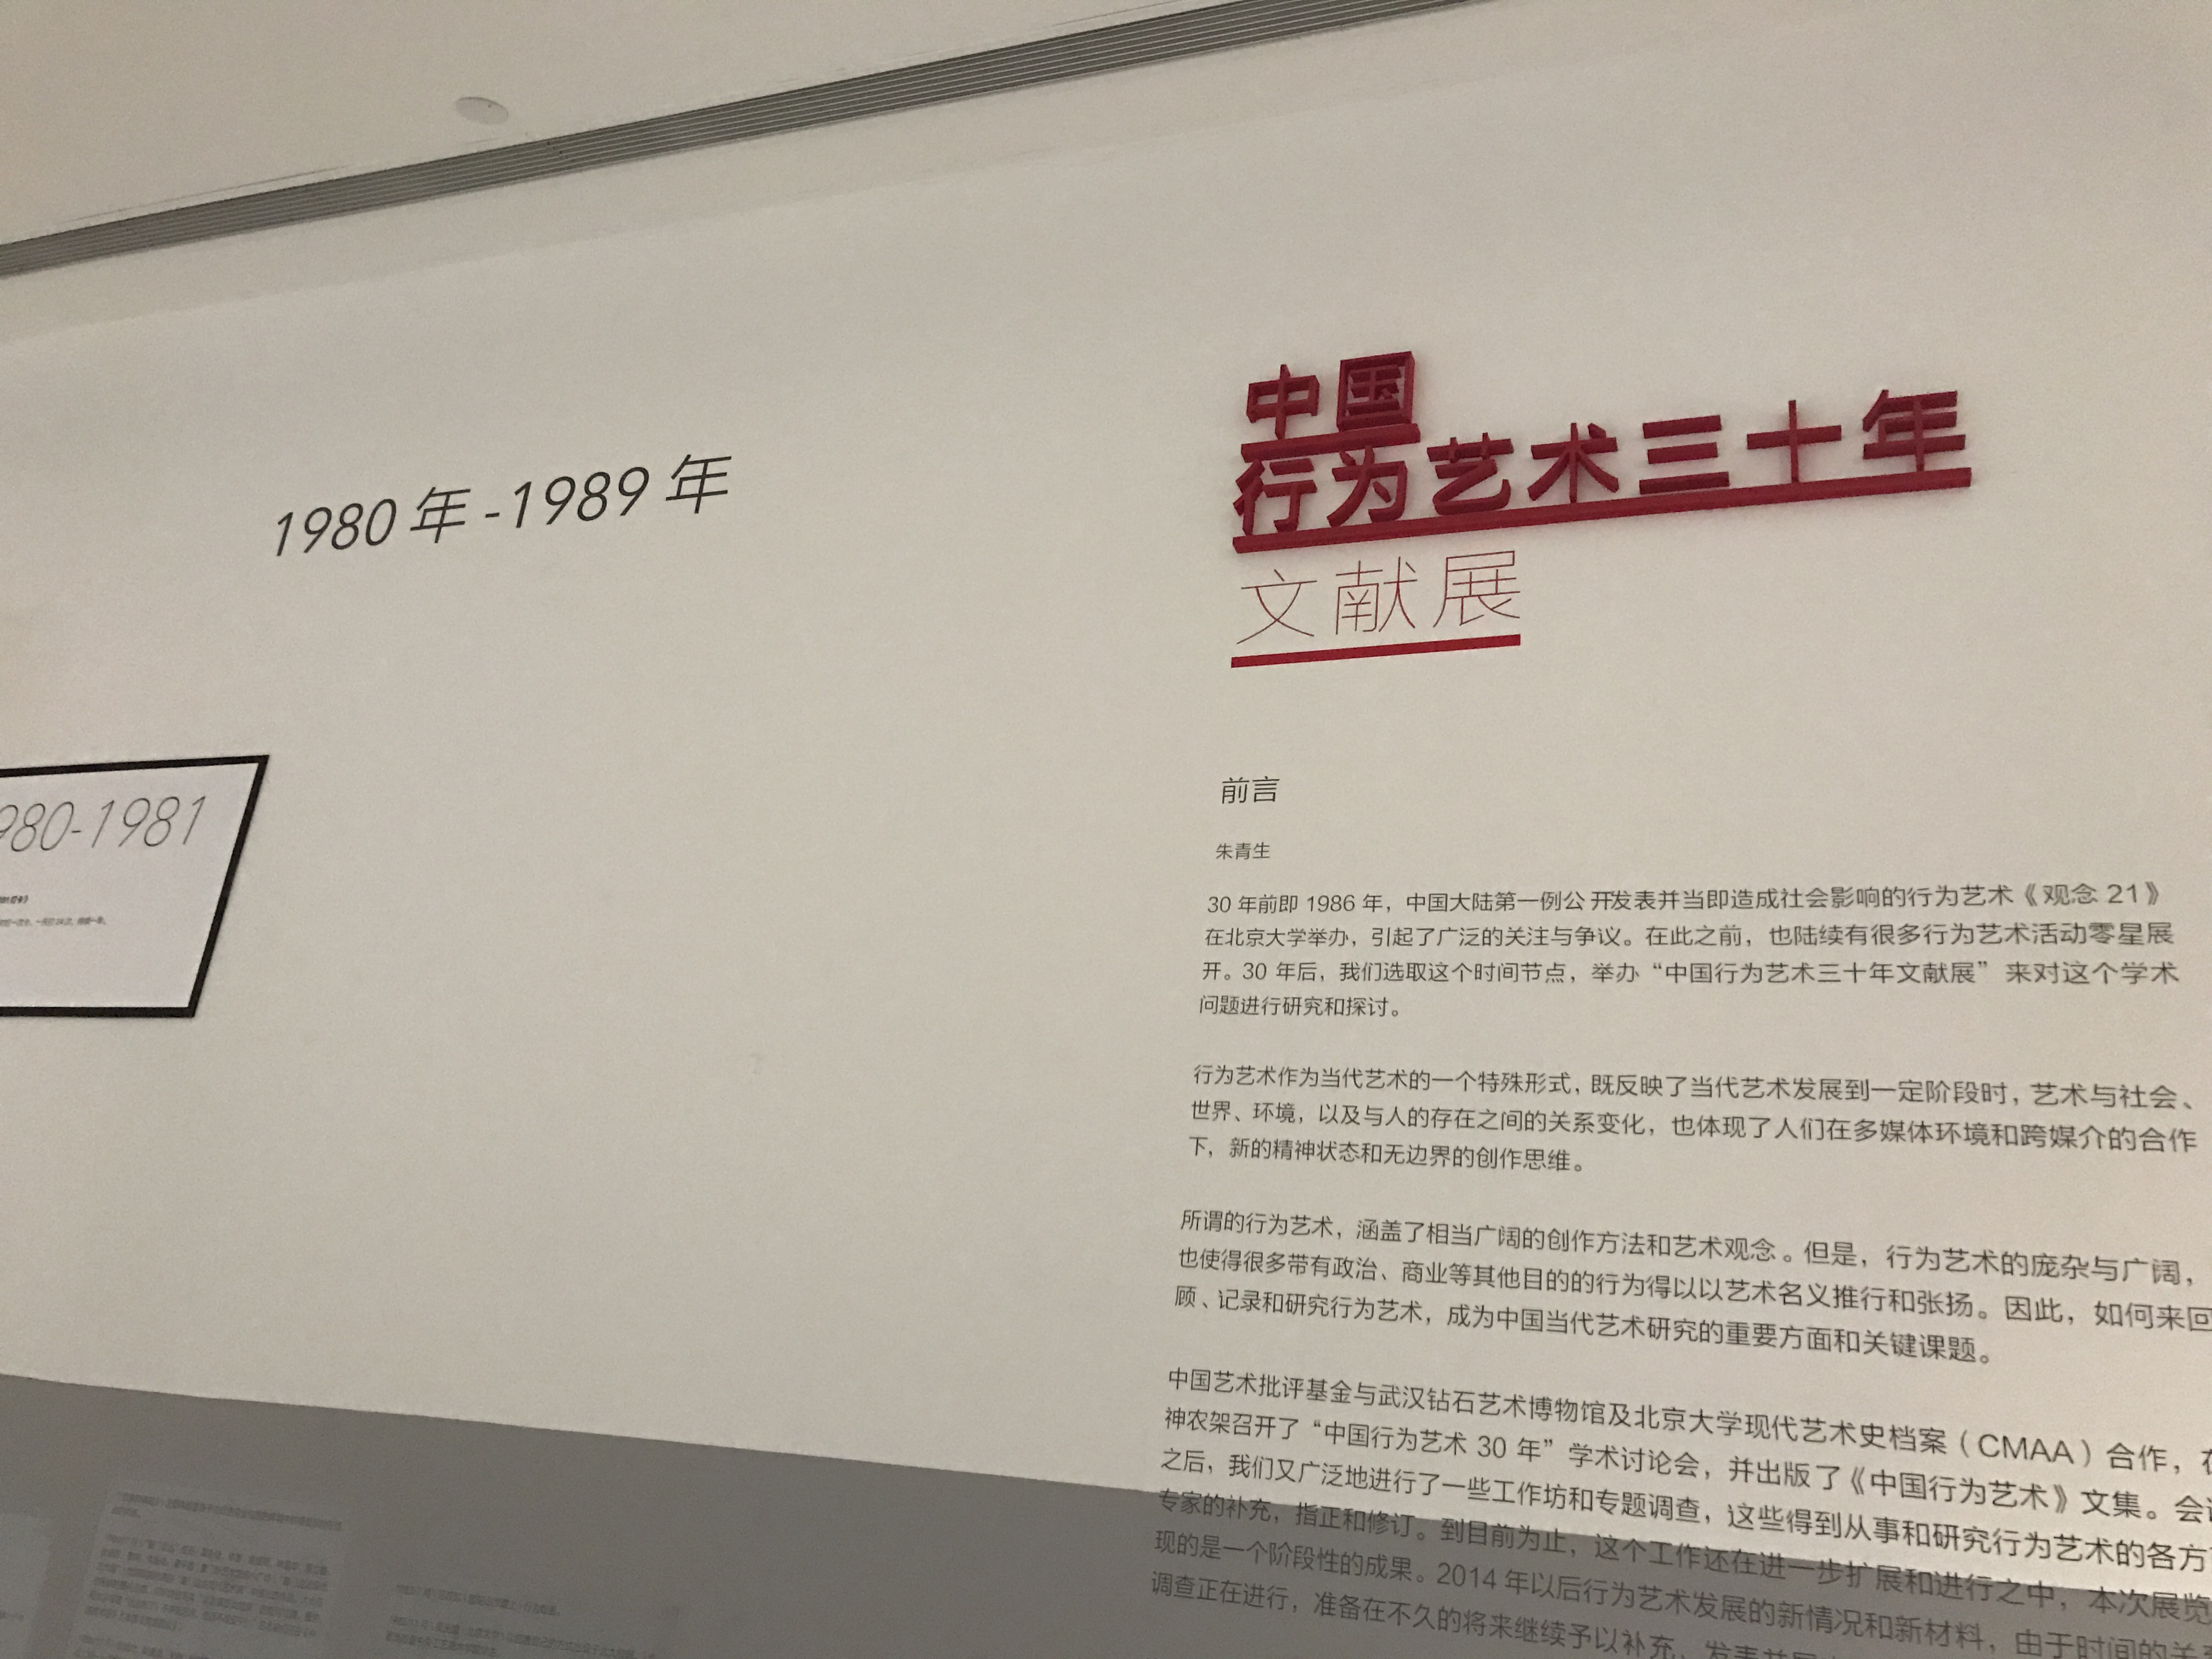 1980年-1989年
980-1981
中国
行为艺术三十年
文献展
前言
朱青生
30 年前即 1986 年，中国大陆第一例公 开发表并当即造成社会影响的行为艺术《观念 21》
在北京大学举办，引起了广泛的关注与争议。在此之前，也陆续有很多行为艺术活动零星展
开。30 年后，我们选取这个时间节点，举办“中国行为艺术三十年文献展”来对这个学术
问题进行研究和探讨。
行为艺术作为当代艺术的一个特殊形式，既反映了当代艺术发展到一定阶段时，艺术与社会、
世界、环境，以及与人的存在之间的关系变化，也体现了人们在多媒体环境和跨媒介的合作
下，新的精神状态和无边界的创作思维。
所谓的行为艺术，涵盖了相当广阔的创作方法和艺术观念。但是，行为艺术的庞杂与广阔，
也使得很多带有政治、商业等其他目的的行为得以以艺术名义推行和张扬。因此，如何来回
顾、记录和研究行为艺术，成为中国当代艺术研究的重要方面和关键课题。
中国艺术批评基金与武汉钻石艺术博物馆及北京大学现代艺术史档案（CMAA）合作，在
神农架召开了“中国行为艺术 30 年”学术讨论会，并出版了《中国行为艺术》文集。会
之后，我们又广泛地进行了一些工作坊和专题调查，这些得到从事和研究行为艺术的各方
专家的补充，指正和修订。到目前为止，这个工作还在进一步扩展和进行之中，本次展览
现的是一个阶段性的成果。2014 年以后行为艺术发展的新情况和新材料，由于时间的关
调查正在进行，准备在不久的将来继续予以补充、发表并展